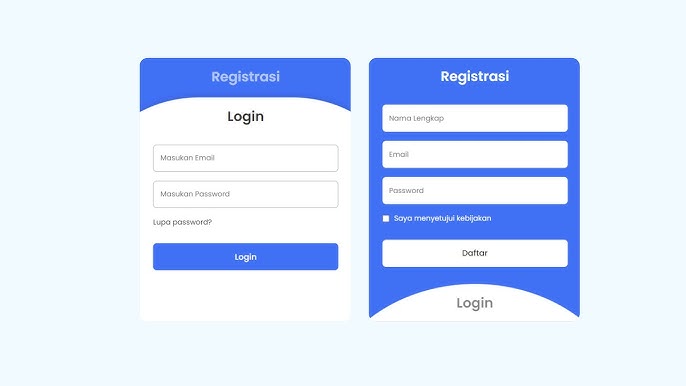 Registrasi
Login
Masukan Email
Masukan Password
Lupa password?
Login
Registrasi
Nama Lengkap
Email
Password
Saya menyetujui kebijakan
Daftar
Login